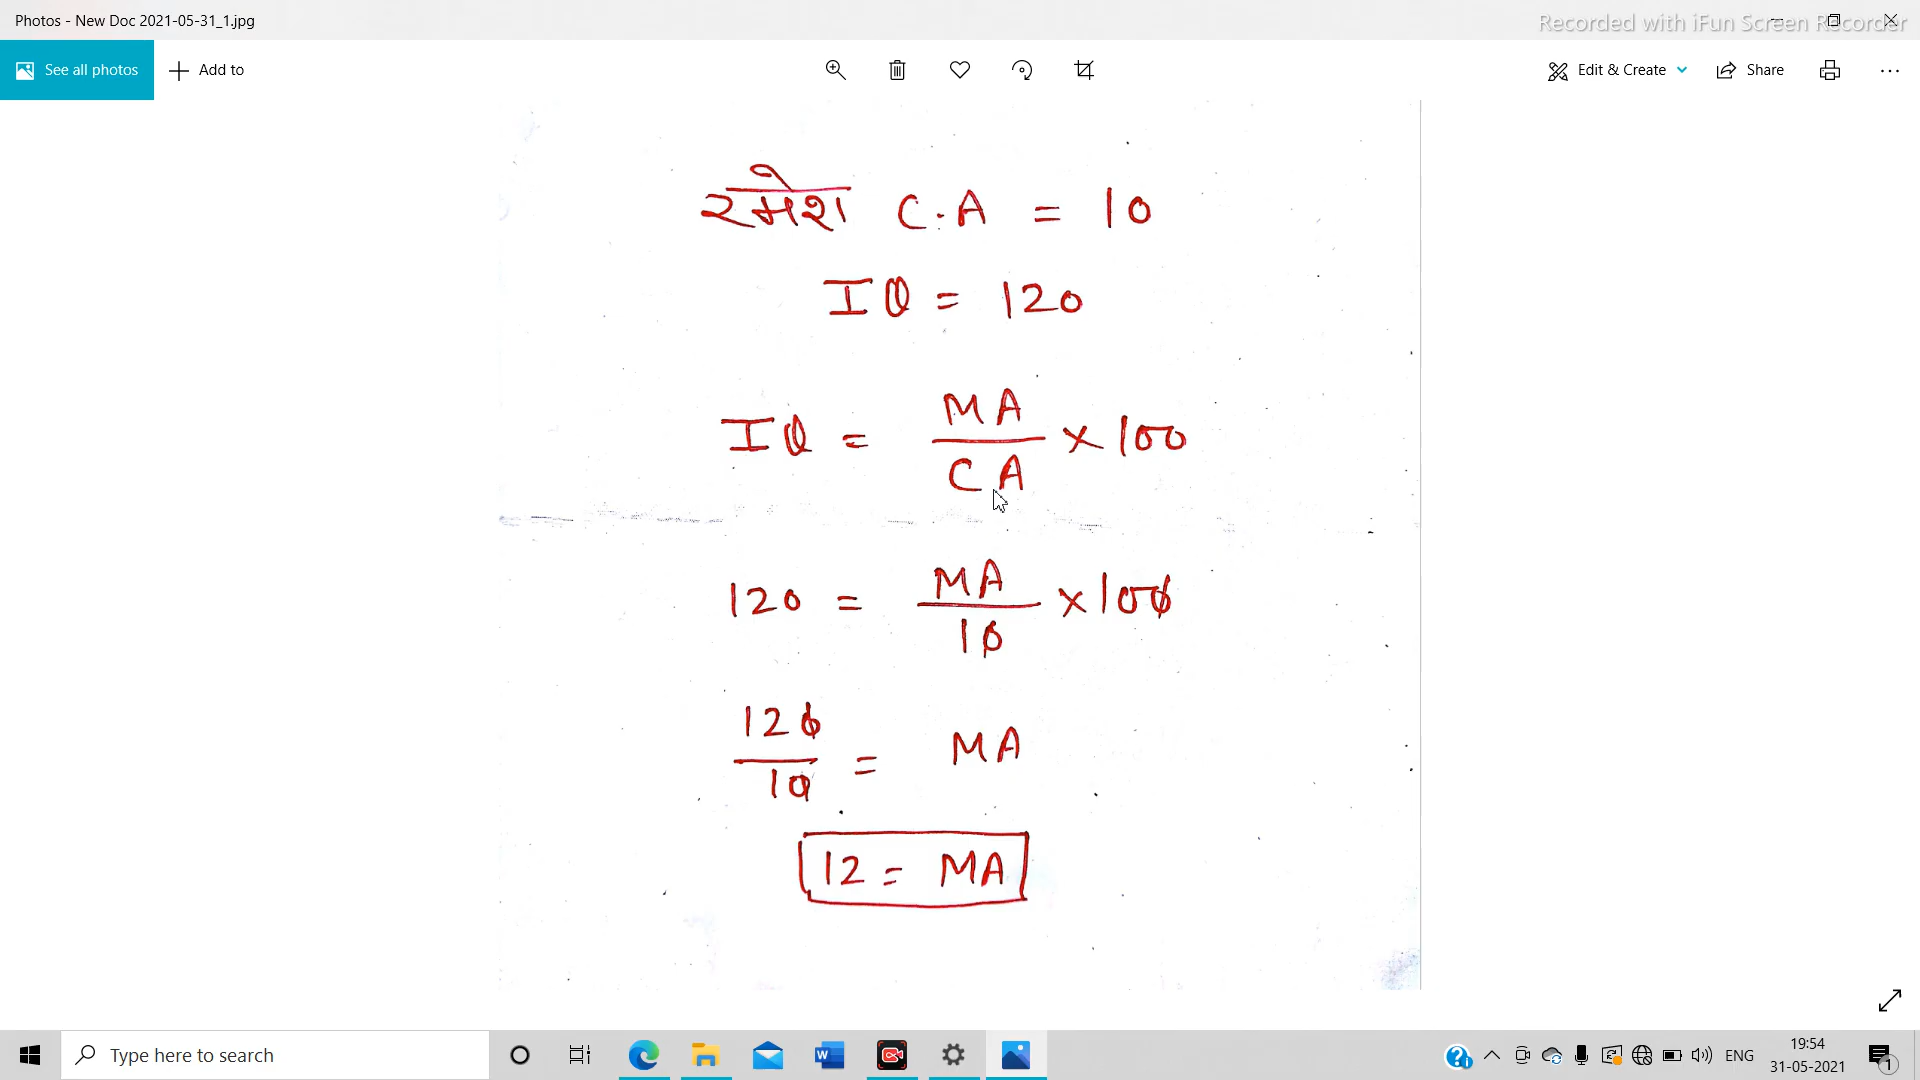 Photos - New Doc 2021-05-31_1.jpg
Recorded with iFun Screen Recorder
See all photos
Add to
Edit & Create
Share
रमेश C.A = 10
IQ = 120
IQ = MA/CA × 100
120 = MA/10 × 100
120/10 = MA
12 = MA
Type here to search
ENG
19:54
31-05-2021
1